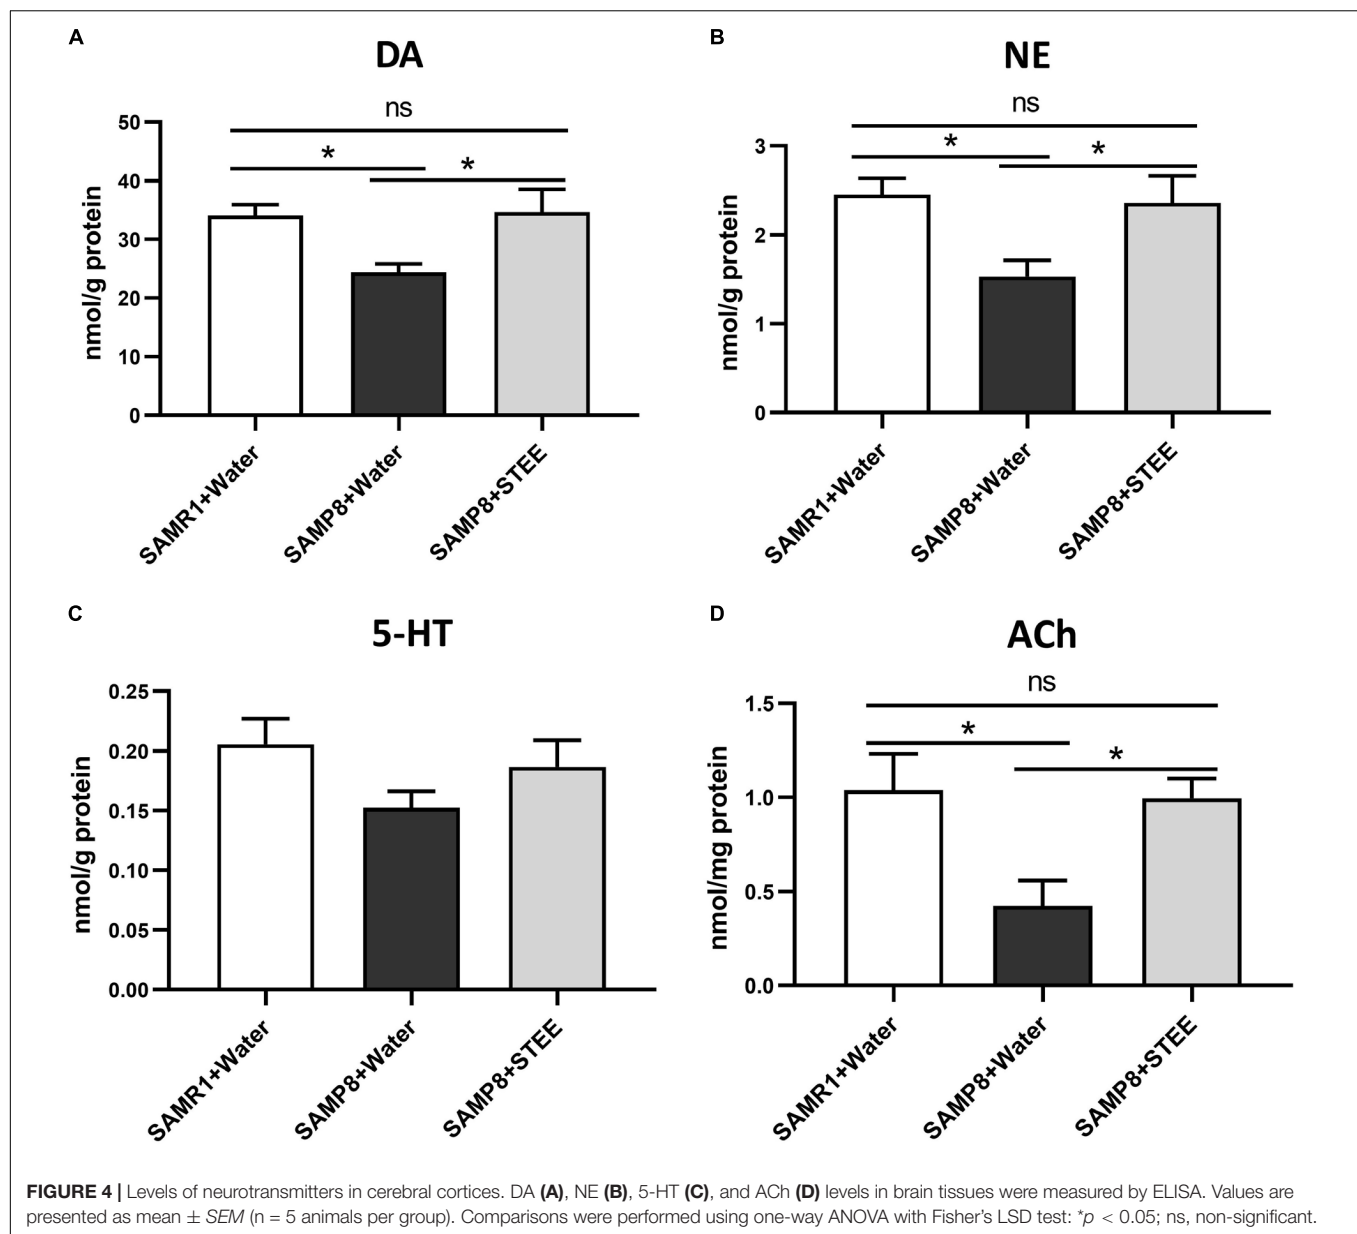 A
DA
ns
*
*
50
40
30
20
10
0
nmol/g protein
SAMR1+Water
SAMP8+Water
SAMP8+STEE
B
NE
ns
*
*
3
2
1
0
nmol/g protein
SAMR1+Water
SAMP8+Water
SAMP8+STEE
C
5-HT
0.25
0.20
0.15
0.10
0.05
0.00
nmol/g protein
SAMR1+Water
SAMP8+Water
SAMP8+STEE
D
ACh
ns
*
*
1.5
1.0
0.5
0.0
nmol/mg protein
SAMR1+Water
SAMP8+Water
SAMP8+STEE
FIGURE 4 | Levels of neurotransmitters in cerebral cortices. DA (A), NE (B), 5-HT (C), and ACh (D) levels in brain tissues were measured by ELISA. Values are
presented as mean ± SEM (n = 5 animals per group). Comparisons were performed using one-way ANOVA with Fisher's LSD test: *p < 0.05; ns, non-significant.